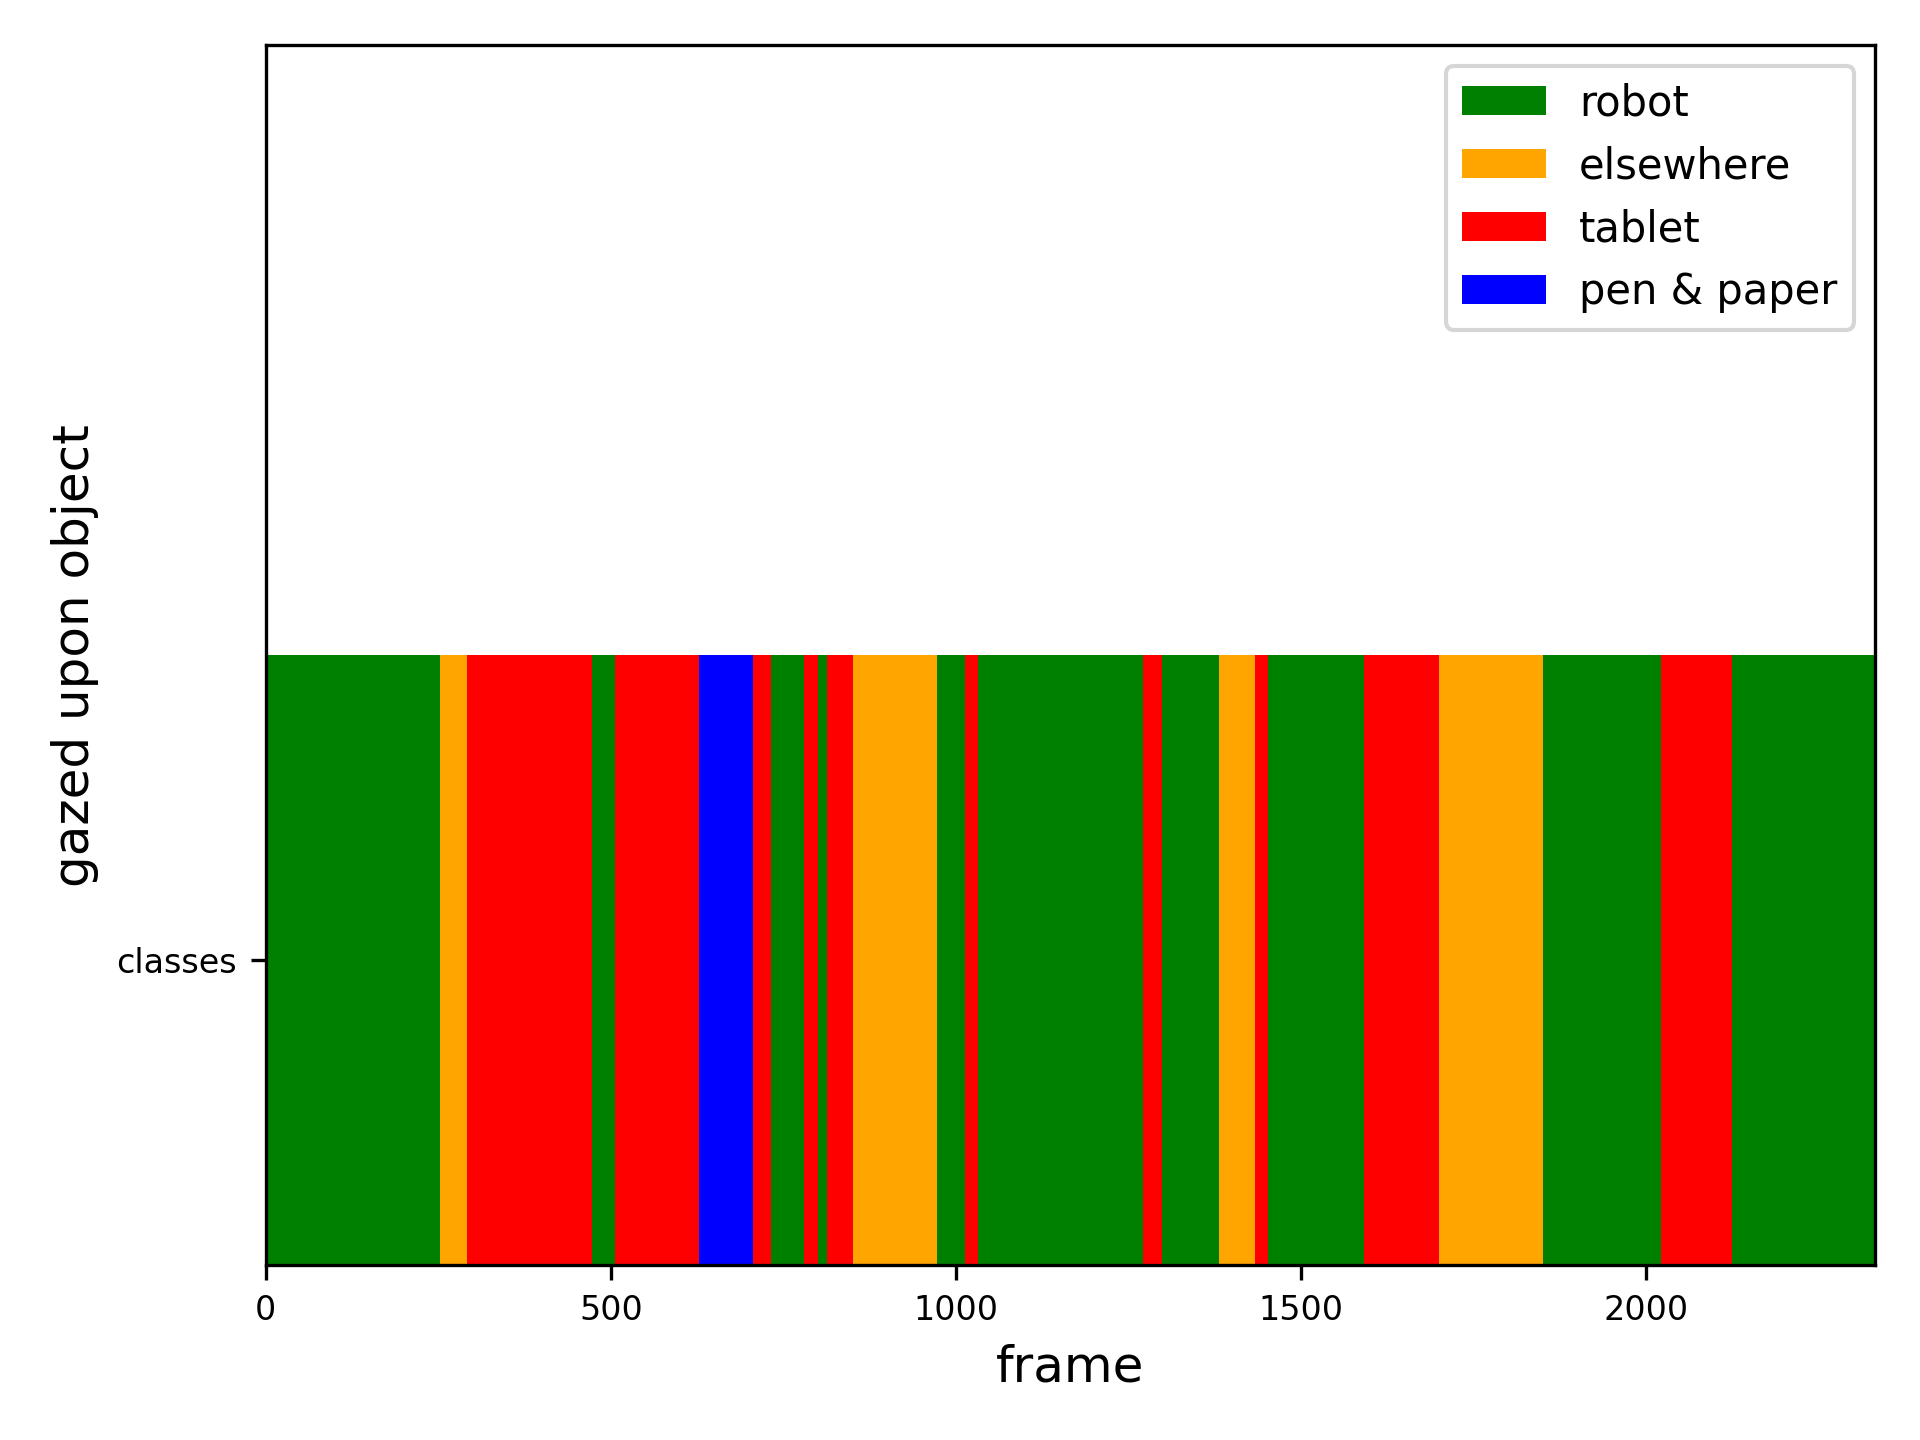 robot
elsewhere
tablet
pen & paper
gazed upon object
classes
0 500 1000 1500 2000
frame